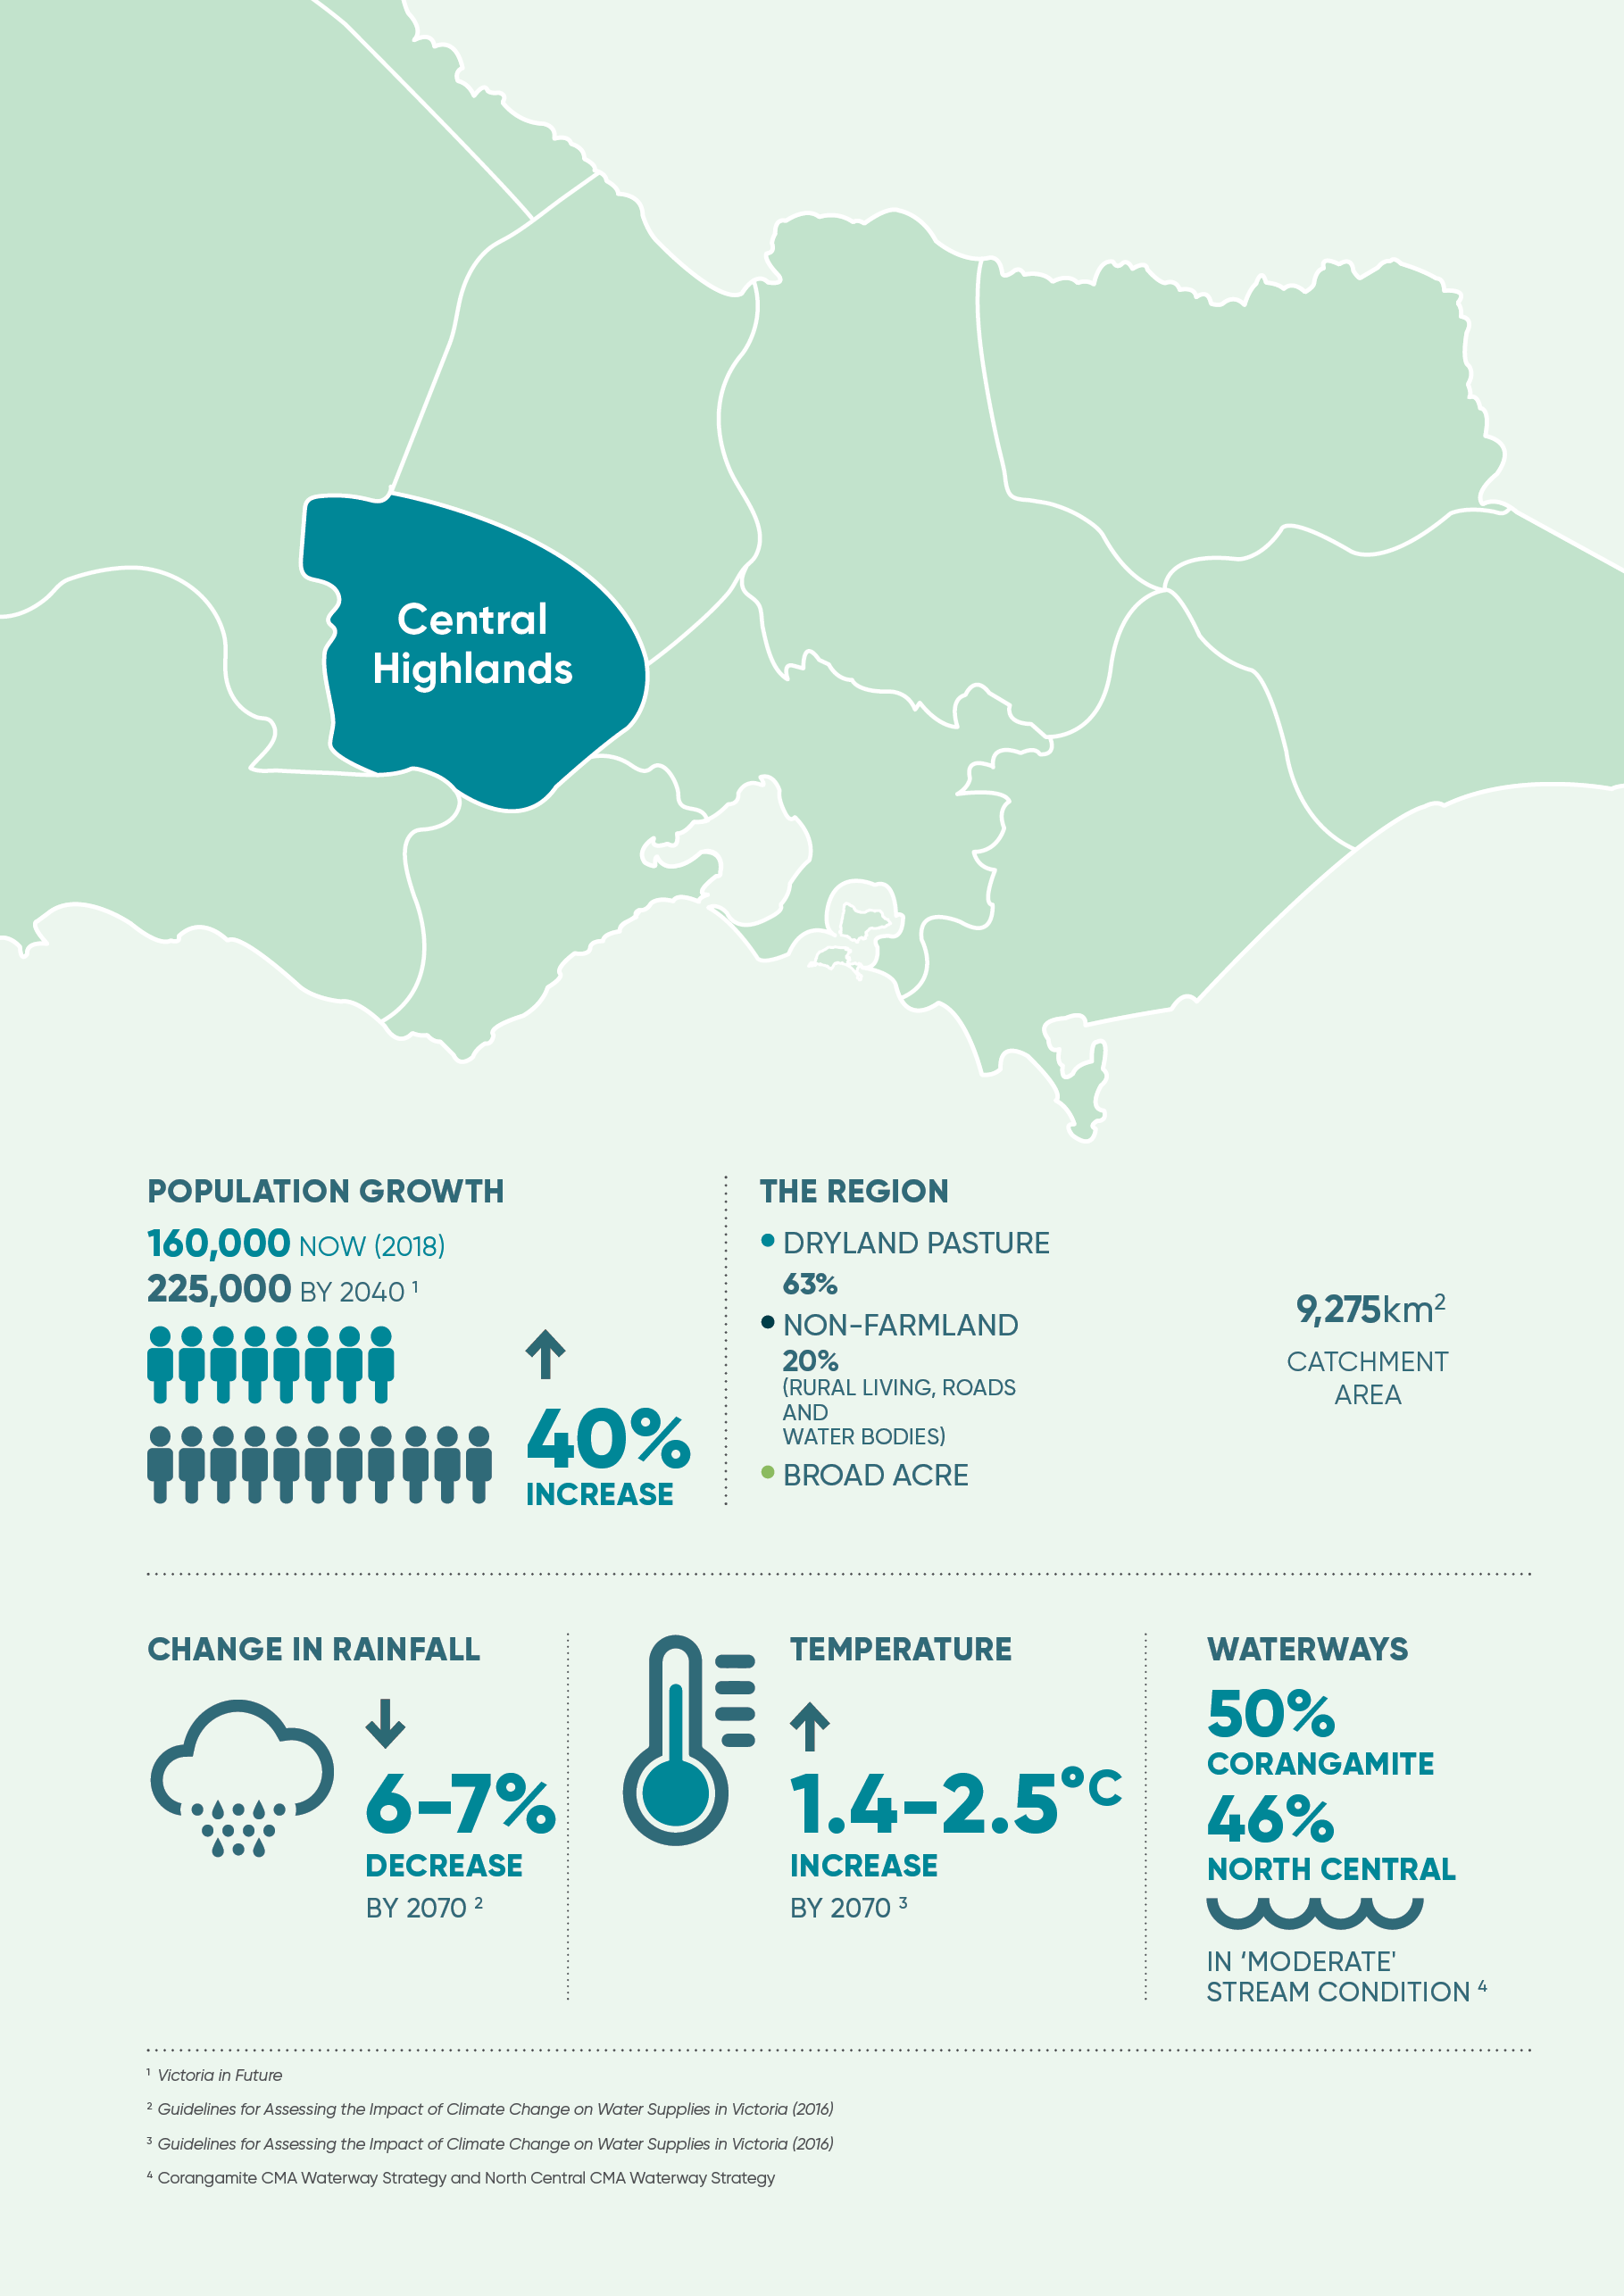 Central
Highlands
POPULATION GROWTH
160,000 NOW (2018)
225,000 BY 2040 ¹
40%
INCREASE
THE REGION
• DRYLAND PASTURE
63%
• NON-FARMLAND
20%
(RURAL LIVING, ROADS
AND
WATER BODIES)
• BROAD ACRE
9,275km²
CATCHMENT
AREA
CHANGE IN RAINFALL
6-7%
DECREASE
BY 2070 ²
TEMPERATURE
1.4-2.5°C
INCREASE
BY 2070 ³
WATERWAYS
50%
CORANGAMITE
46%
NORTH CENTRAL
IN ‘MODERATE'
STREAM CONDITION ⁴
¹ Victoria in Future
² Guidelines for Assessing the Impact of Climate Change on Water Supplies in Victoria (2016)
³ Guidelines for Assessing the Impact of Climate Change on Water Supplies in Victoria (2016)
⁴ Corangamite CMA Waterway Strategy and North Central CMA Waterway Strategy